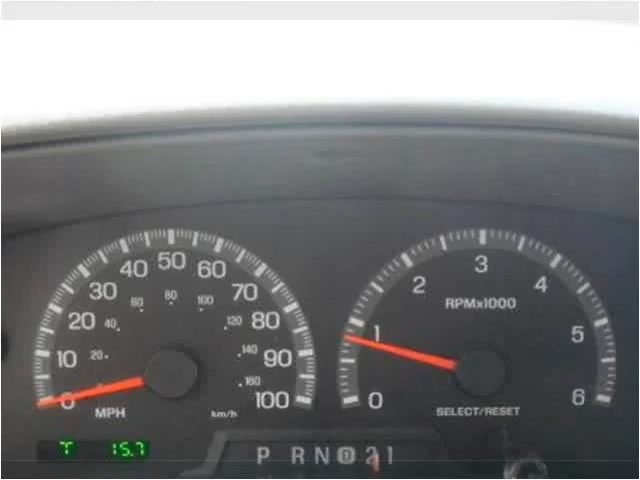 50
40 60
30 70
20 80
10 90
0 100
60 80 100
40 120
20 140
160
MPH km/h
3
2 4
RPMx1000
1 5
0 6
SELECT/RESET
°F 15.7
P R N D 2 1